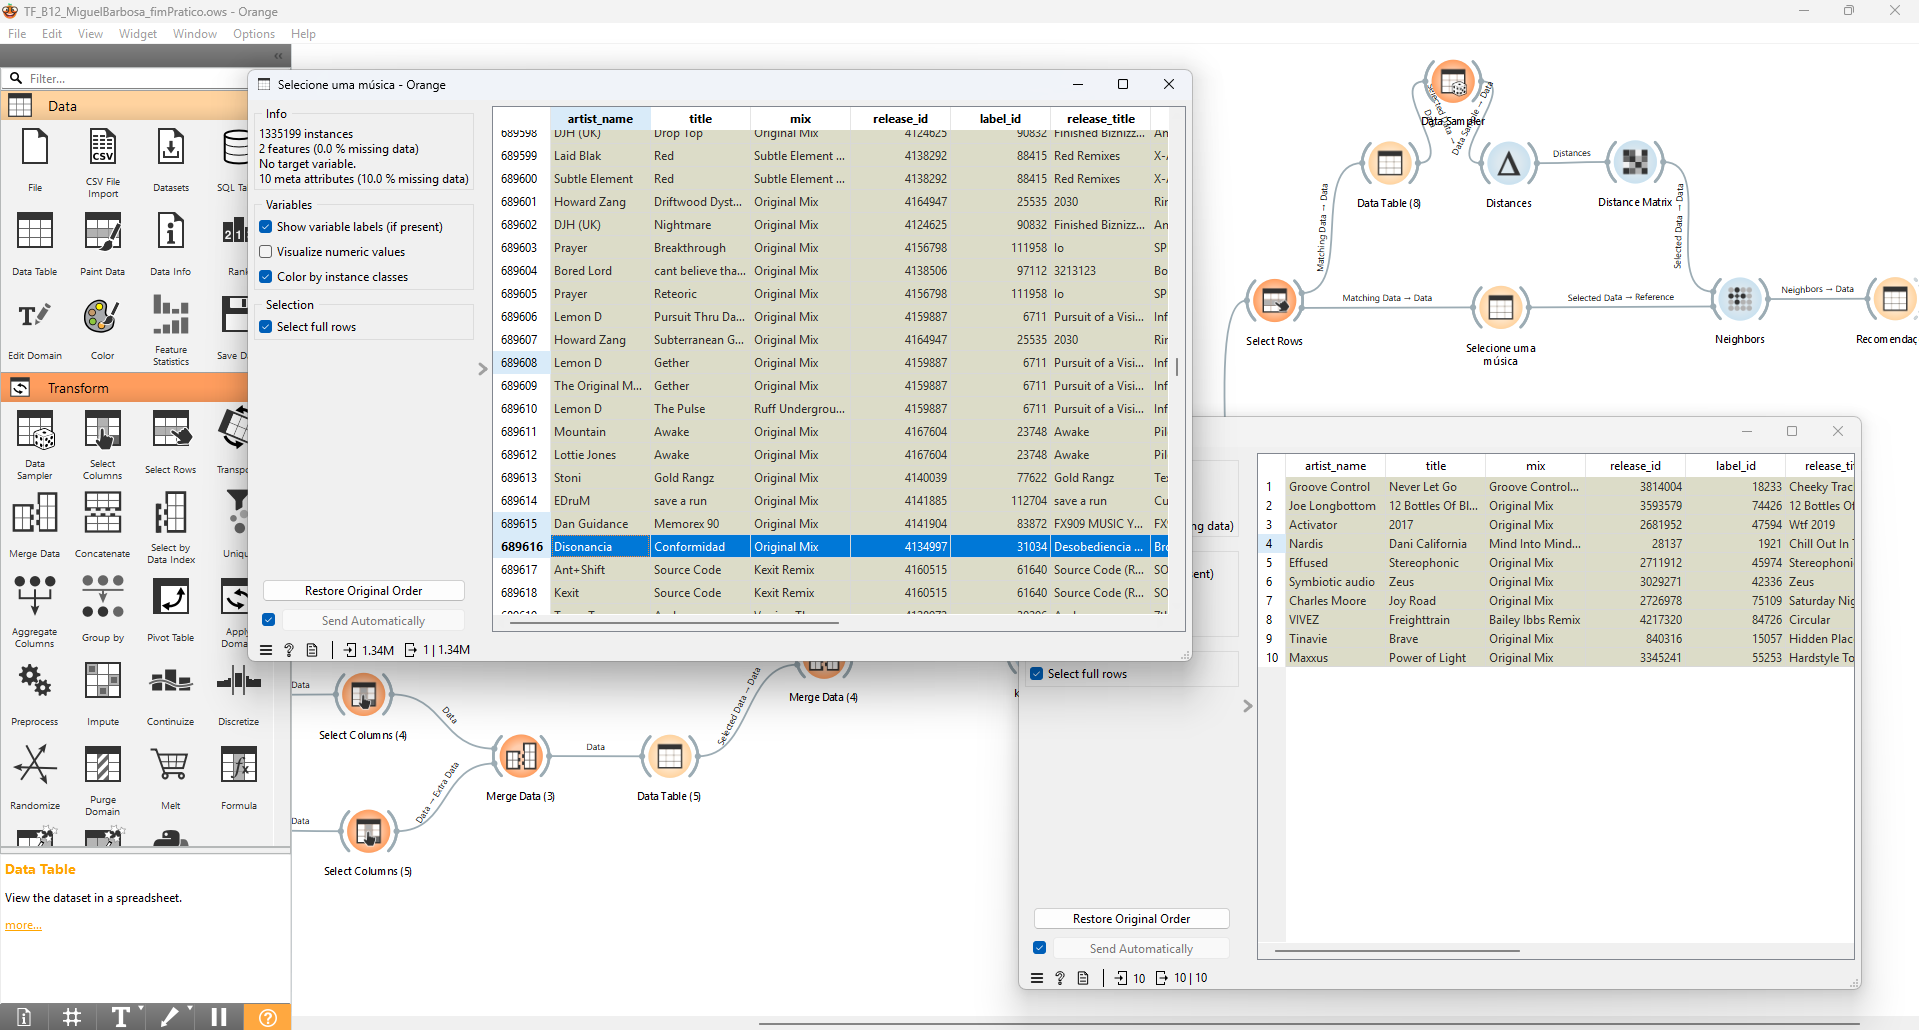 TF_B12_MiguelBarbosa_fimPratico.ows - Orange
File Edit View Widget Window Options Help
Filter...
Data
File
CSV File Import
Datasets
Data Table
Paint Data
Data Info
Rank
Edit Domain
Color
Feature Statistics
Transform
Data Sampler
Select Columns
Select Rows
Merge Data
Concatenate
Select by Data Index
Aggregate Columns
Group by
Pivot Table
Preprocess
Impute
Continuize
Discretize
Randomize
Purge Domain
Melt
Formula
Data Table
View the dataset in a spreadsheet.
more...
Selecione uma música - Orange
Info
1335199 instances
2 features (0.0 % missing data)
No target variable.
10 meta attributes (10.0 % missing data)
Variables
Show variable labels (if present)
Visualize numeric values
Color by instance classes
Selection
Select full rows
Restore Original Order
Send Automatically
1.34M 1 | 1.34M
artist_name title mix release_id label_id release_title
689598 DJH (UK) Drop Top Original Mix 4124625 90832 Finished Biznizz... An
689599 Laid Blak Red Subtle Element ... 4138292 88415 Red Remixes X-
689600 Subtle Element Red Subtle Element ... 4138292 88415 Red Remixes X-
689601 Howard Zang Driftwood Dyst... Original Mix 4164947 25535 2030 Rir
689602 DJH (UK) Nightmare Original Mix 4124625 90832 Finished Biznizz... An
689603 Prayer Breakthrough Original Mix 4156798 111958 Io SP
689604 Bored Lord cant believe tha... Original Mix 4138506 97112 3213123 Bo
689605 Prayer Reteoric Original Mix 4156798 111958 Io SP
689606 Lemon D Pursuit Thru Da... Original Mix 4159887 6711 Pursuit of a Visi... Inf
689607 Howard Zang Subterranean G... Original Mix 4164947 25535 2030 Rir
689608 Lemon D Gether Original Mix 4159887 6711 Pursuit of a Visi... Inf
689609 The Original M... Gether Original Mix 4159887 6711 Pursuit of a Visi... Inf
689610 Lemon D The Pulse Ruff Undergrou... 4159887 6711 Pursuit of a Visi... Inf
689611 Mountain Awake Original Mix 4167604 23748 Awake Pil
689612 Lottie Jones Awake Original Mix 4167604 23748 Awake Pil
689613 Stoni Gold Rangz Original Mix 4140039 77622 Gold Rangz Te
689614 EDruM save a run Original Mix 4141885 112704 save a run Cu
689615 Dan Guidance Memorex 90 Original Mix 4141904 83872 FX909 MUSIC Y... FX
689616 Disonancia Conformidad Original Mix 4134997 31034 Desobediencia ... Bro
689617 Ant+Shift Source Code Kexit Remix 4160515 61640 Source Code (R... SO
689618 Kexit Source Code Kexit Remix 4160515 61640 Source Code (R... SO
Data Sampler
Selected Data → Data
Data Sample → Data
Data Table (8)
Distances
Distances
Distance Matrix
Matching Data → Data
Selected Data → Data
Select Rows
Matching Data → Data
Selecione uma música
Selected Data → Reference
Neighbors
Neighbors → Data
Recomendaç
Data
Select Columns (4)
Data
Data
Select Columns (5)
Data → Extra Data
Merge Data (3)
Data
Data Table (5)
Selected Data → Data
Merge Data (4)
ng data)
ent)
Select full rows
Restore Original Order
Send Automatically
10 10 | 10
artist_name title mix release_id label_id release_ti
1 Groove Control Never Let Go Groove Control... 3814004 18233 Cheeky Trac
2 Joe Longbottom 12 Bottles Of Bl... Original Mix 3593579 74426 12 Bottles Of
3 Activator 2017 Original Mix 2681952 47594 Wtf 2019
4 Nardis Dani California Mind Into Mind... 28137 1921 Chill Out In
5 Effused Stereophonic Original Mix 2711912 45974 Stereophoni
6 Symbiotic audio Zeus Original Mix 3029271 42336 Zeus
7 Charles Moore Joy Road Original Mix 2726978 75109 Saturday Nig
8 VIVEZ Freighttrain Bailey Ibbs Remix 4217320 84726 Circular
9 Tinavie Brave Original Mix 840316 15057 Hidden Plac
10 Maxxus Power of Light Original Mix 3345241 55253 Hardstyle To